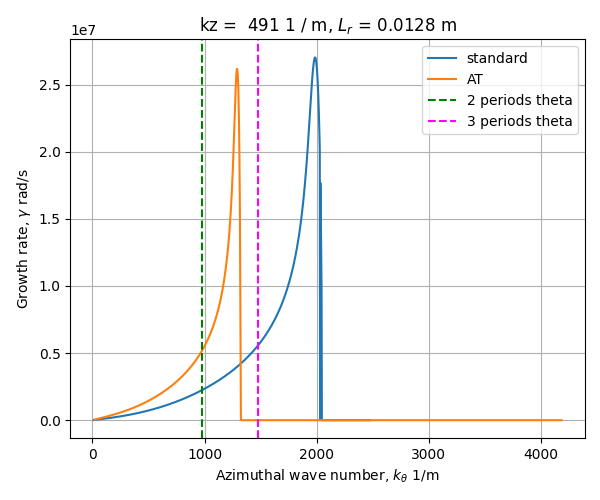 kz =  491 1 / m, L_r = 0.0128 m
1e7
standard
AT
2 periods theta
3 periods theta
2.5
2.0
1.5
1.0
0.5
0.0
Growth rate, γ rad/s
0 1000 2000 3000 4000
Azimuthal wave number, k_θ 1/m